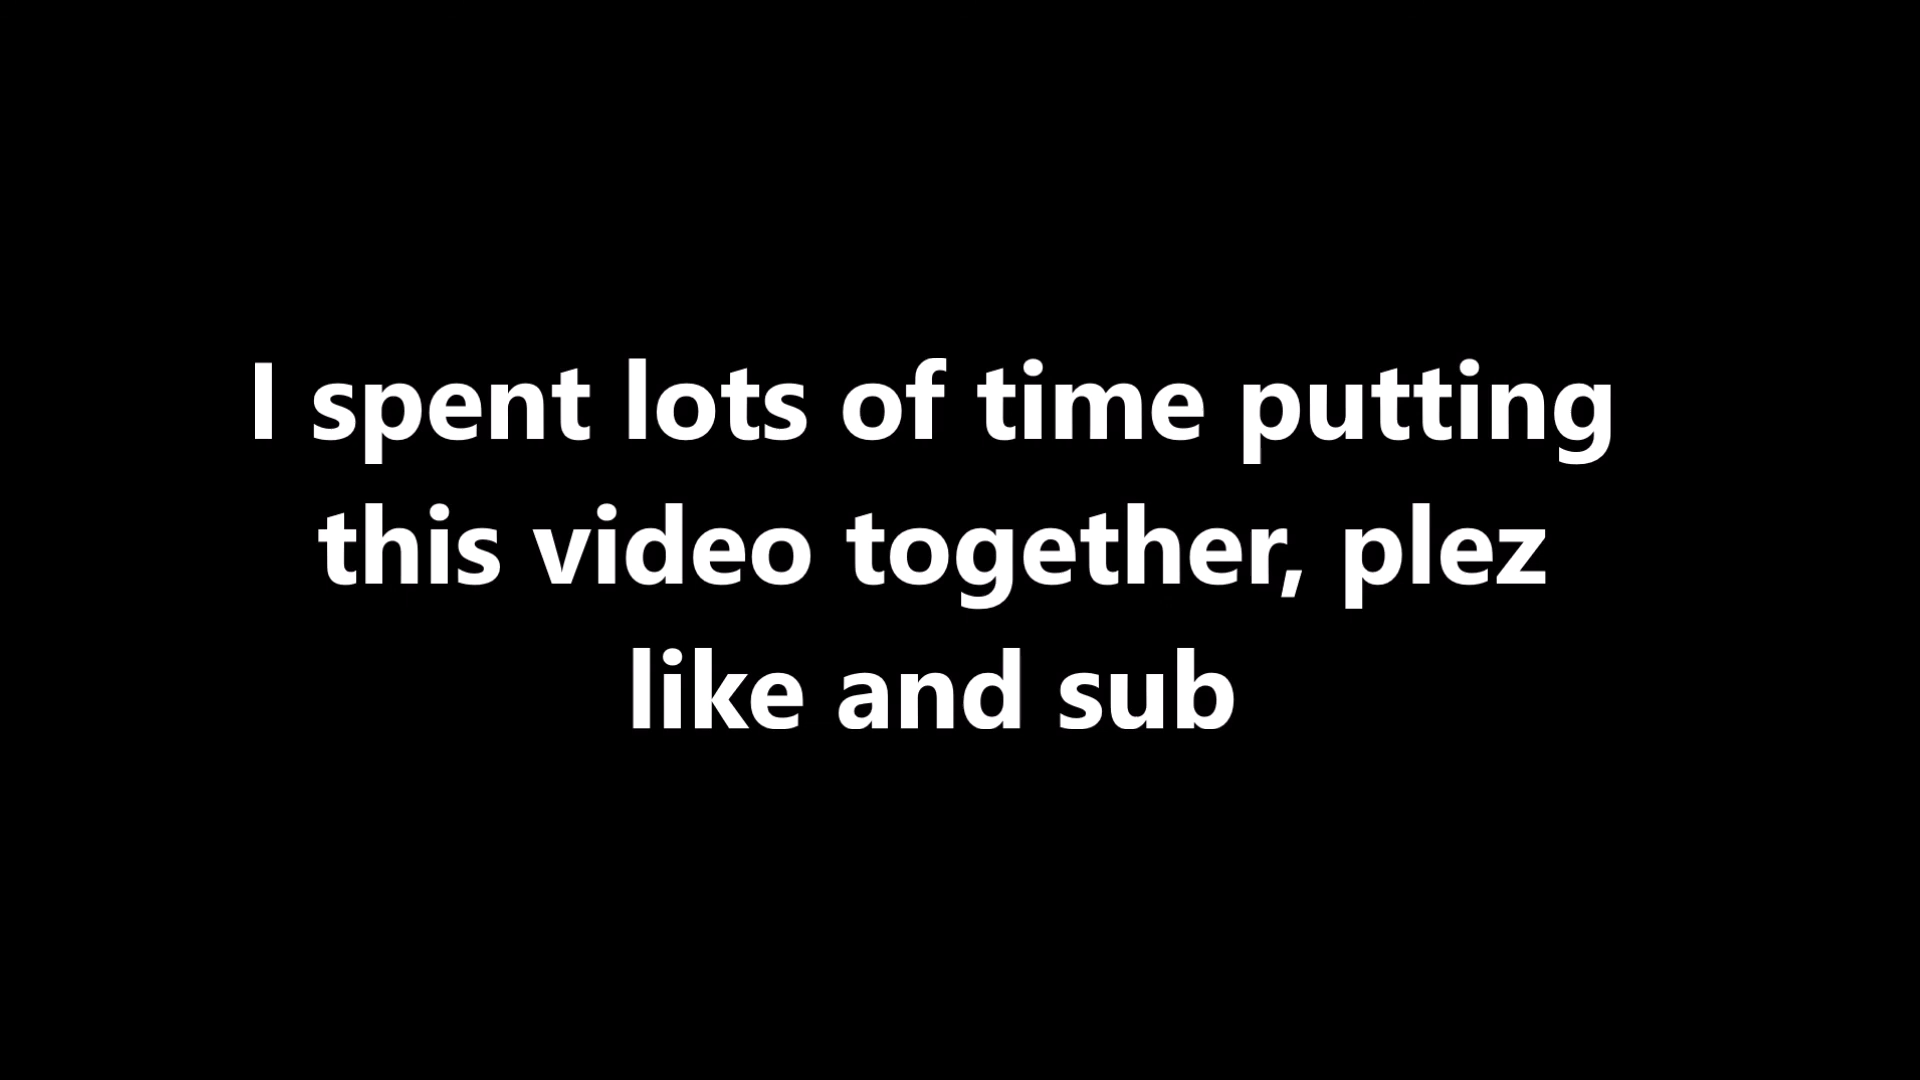 I spent lots of time putting
this video together, plez
like and sub